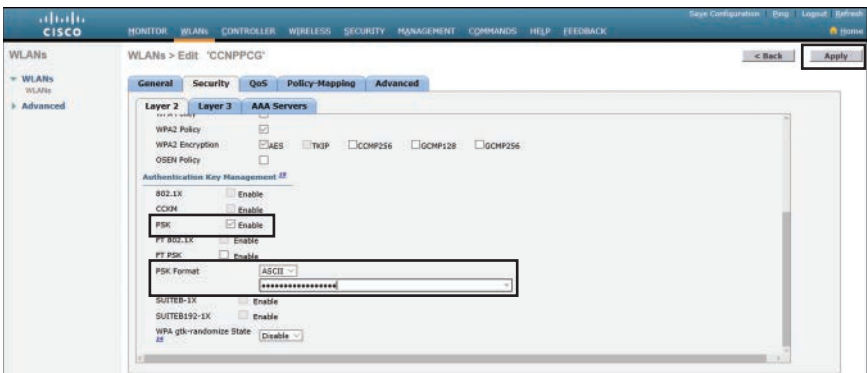 Save Configuration Ping Logout Refresh
CISCO MONITOR WLANs CONTROLLER WIRELESS SECURITY MANAGEMENT COMMANDS HELP FEEDBACK Home
WLANs WLANs > Edit 'CCNPPCG' < Back Apply
WLANs
WLANs
Advanced
General Security QoS Policy-Mapping Advanced
Layer 2 Layer 3 AAA Servers
WPA Policy
WPA2 Policy
WPA2 Encryption AES TKIP CCMP256 GCMP128 GCMP256
OSEN Policy
Authentication Key Management
802.1X Enable
CCKM Enable
PSK Enable
FT 802.1X Enable
FT PSK Enable
PSK Format ASCII
SUITEB-1X Enable
SUITEB192-1X Enable
WPA gtk-randomize State Disable